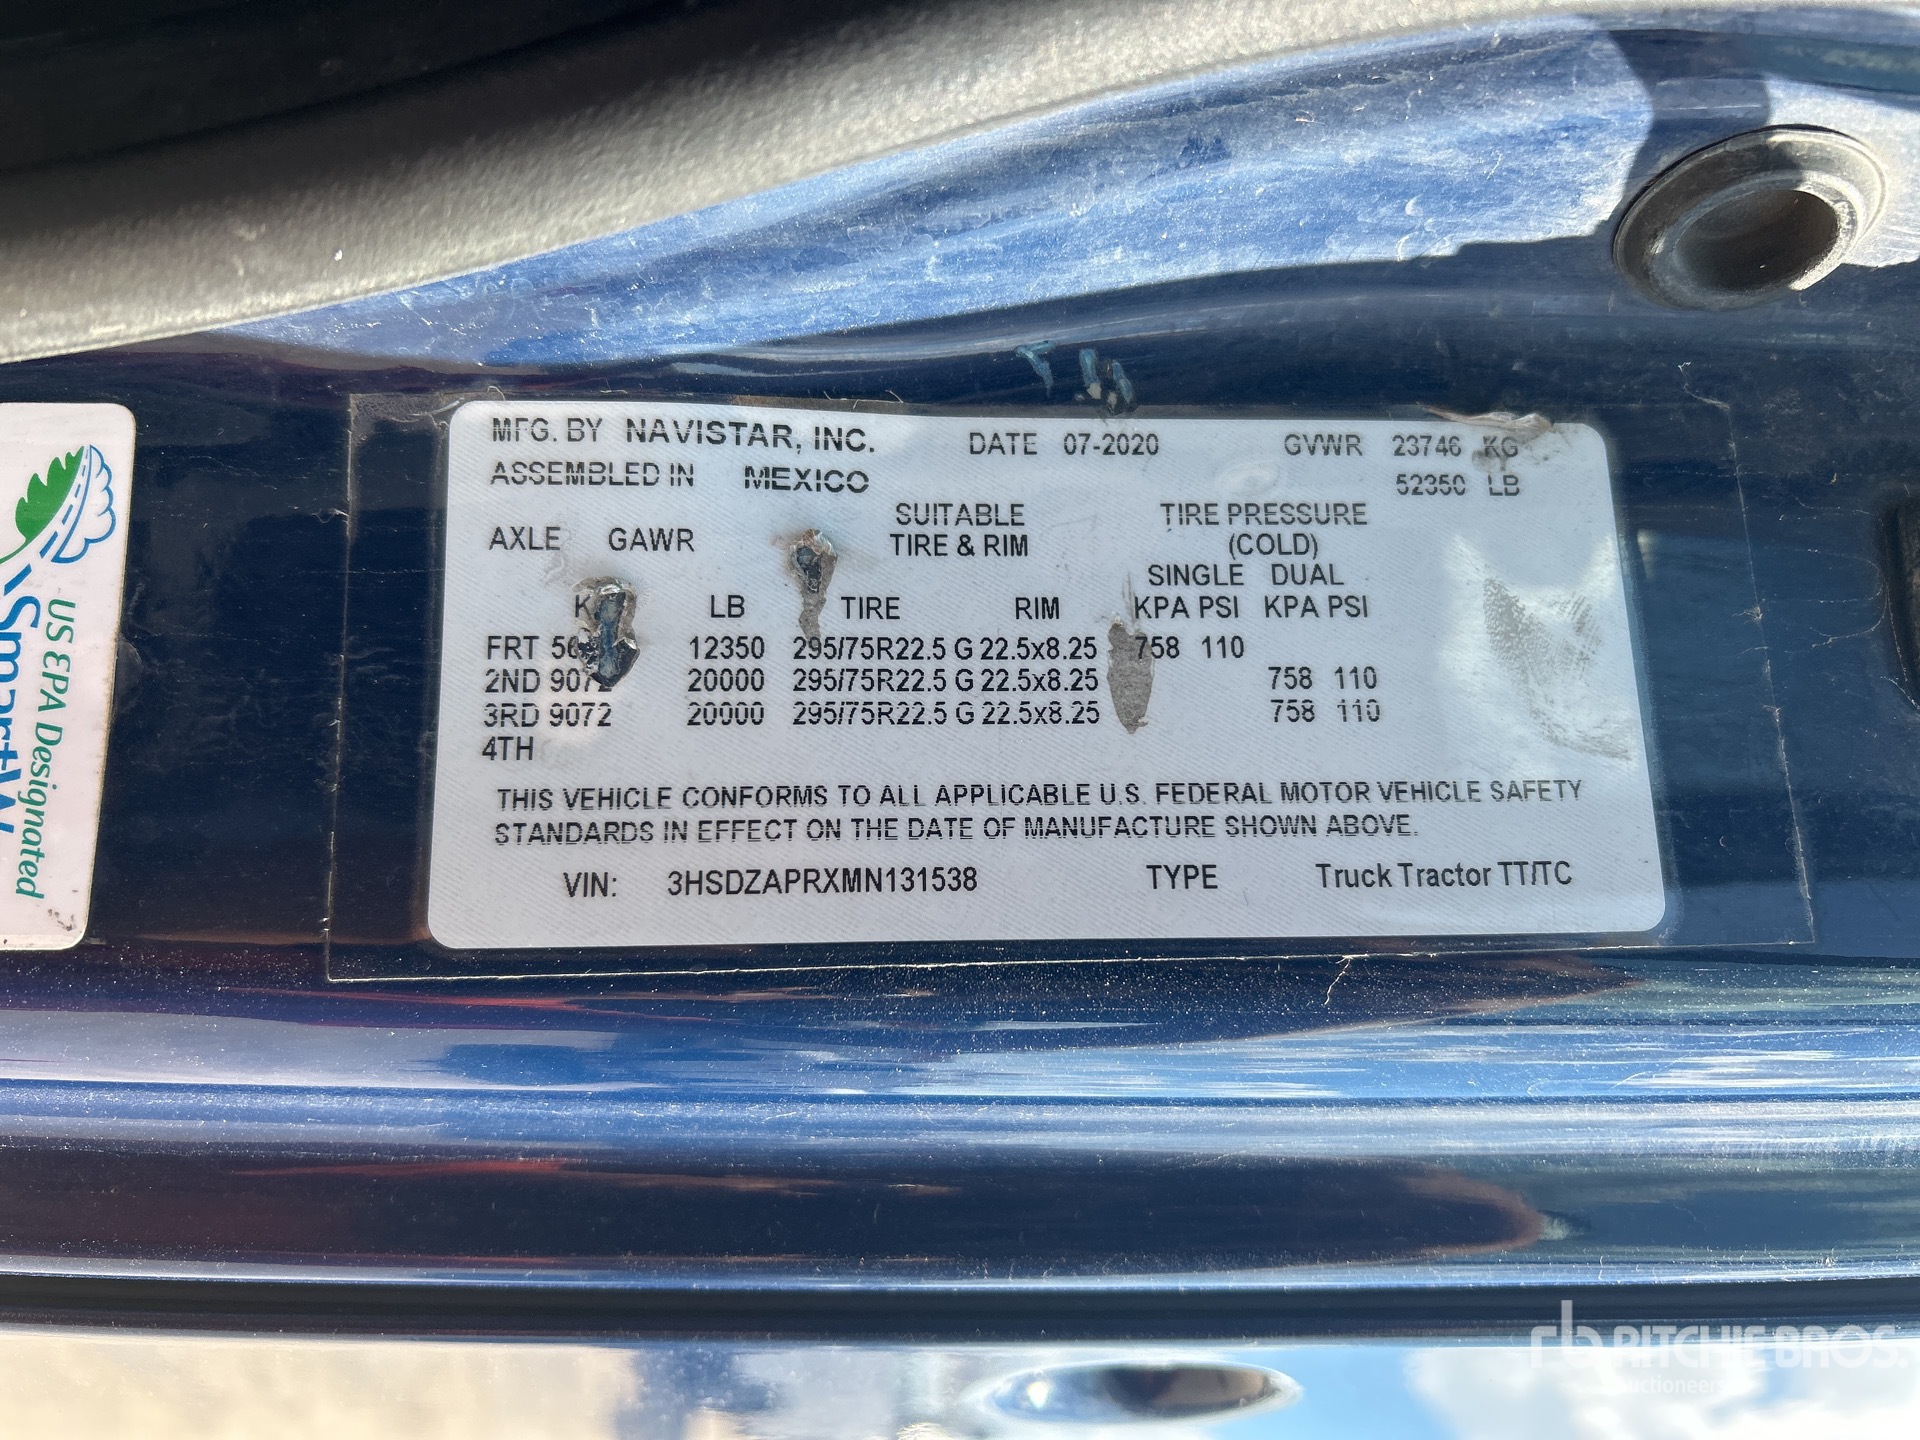 MFG. BY NAVISTAR, INC. DATE 07-2020 GVWR 23746 KG
ASSEMBLED IN MEXICO 52350 LB
SUITABLE TIRE PRESSURE
AXLE GAWR TIRE & RIM (COLD)
SINGLE DUAL
LB TIRE RIM KPA PSI KPA PSI
FRT 12350 295/75R22.5 G 22.5x8.25 758 110
2ND 9072 20000 295/75R22.5 G 22.5x8.25 758 110
3RD 9072 20000 295/75R22.5 G 22.5x8.25 758 110
4TH
THIS VEHICLE CONFORMS TO ALL APPLICABLE U.S. FEDERAL MOTOR VEHICLE SAFETY
STANDARDS IN EFFECT ON THE DATE OF MANUFACTURE SHOWN ABOVE.
VIN: 3HSDZAPRXMN131538 TYPE Truck Tractor TT/TC
US EPA Designated
rb RITCHIE BROS.
Auctioneers